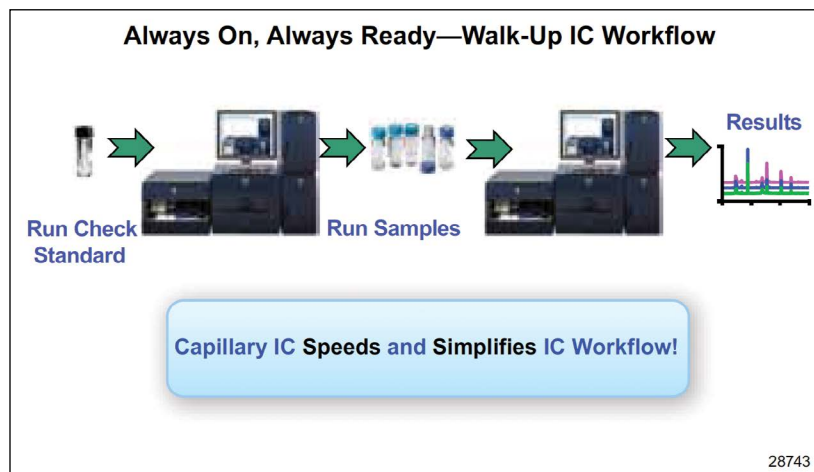 Always On, Always Ready—Walk-Up IC Workflow
Results
Run Check
Standard
Run Samples
Capillary IC Speeds and Simplifies IC Workflow!
28743